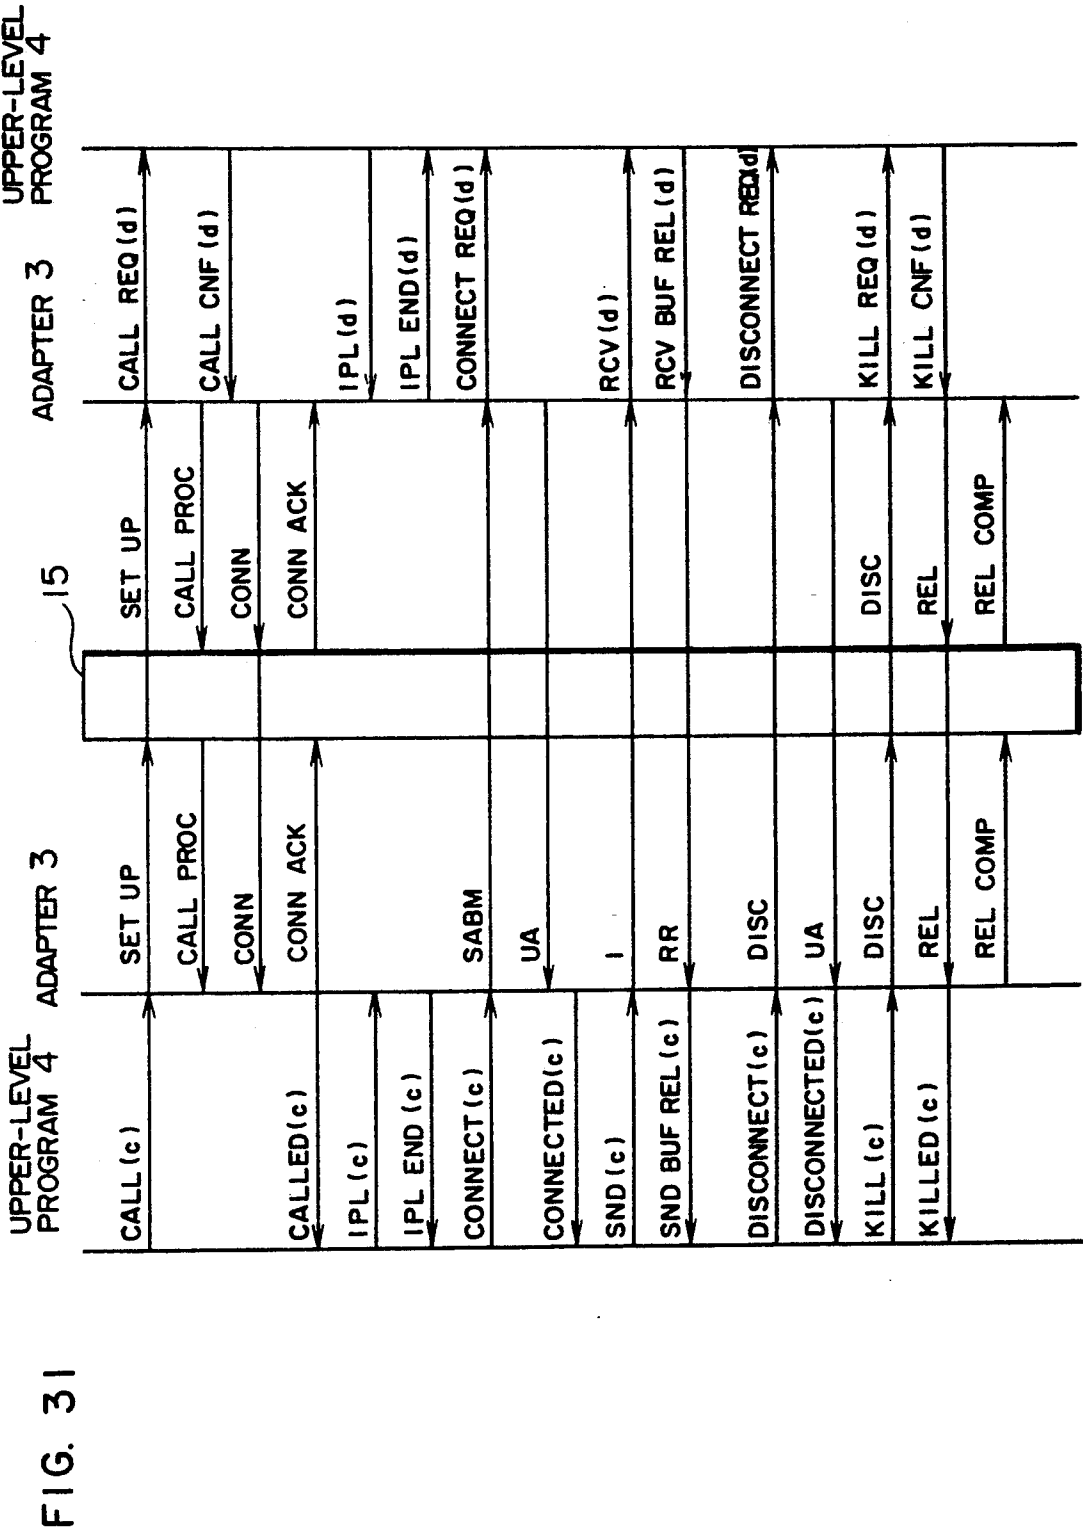 FIG. 31
UPPER-LEVEL
PROGRAM 4
ADAPTER 3
15
ADAPTER 3
UPPER-LEVEL
PROGRAM 4
CALL(c)
SET UP
SET UP
CALL REQ(d)
CALL PROC
CALL PROC
CALL CNF(d)
CONN
CONN
CALLED(c)
CONN ACK
CONN ACK
IPL(c)
IPL(d)
IPL END(c)
IPL END(d)
CONNECT(c)
SABM
CONNECT REQ(d)
UA
CONNECTED(c)
SND(c)
I
RCV(d)
SND BUF REL(c)
RR
RCV BUF REL(d)
DISCONNECT(c)
DISC
DISCONNECT REQ(d)
DISCONNECTED(c)
UA
KILL(c)
DISC
DISC
KILL REQ(d)
KILLED(c)
REL
REL
KILL CNF(d)
REL COMP
REL COMP